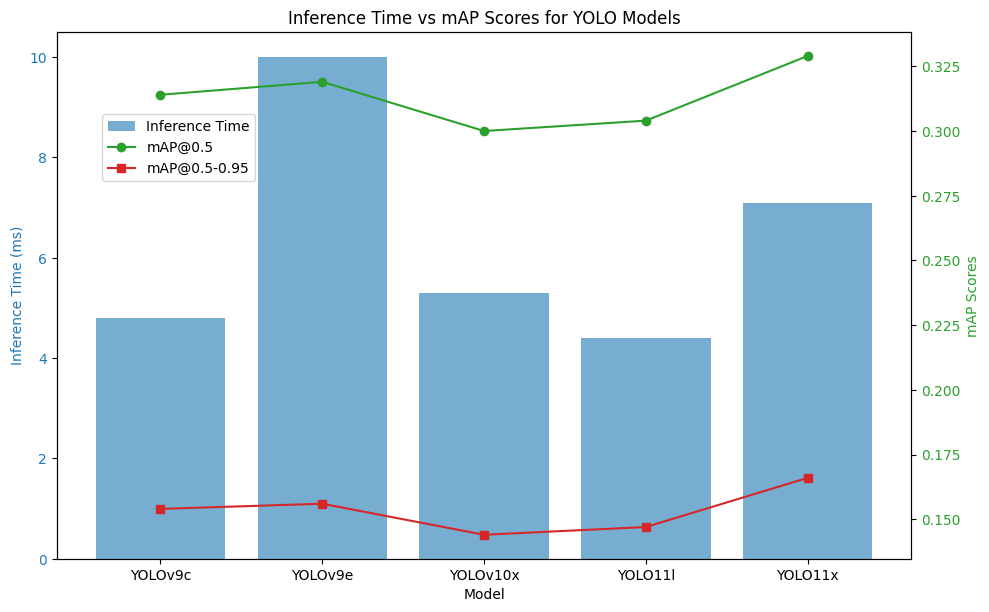 Inference Time vs mAP Scores for YOLO Models
Inference Time (ms)
10
8
6
4
2
0
Inference Time
mAP@0.5
mAP@0.5-0.95
0.325
0.300
0.275
0.250
0.225
0.200
0.175
0.150
mAP Scores
YOLOv9c
YOLOv9e
YOLOv10x
YOLO11l
YOLO11x
Model